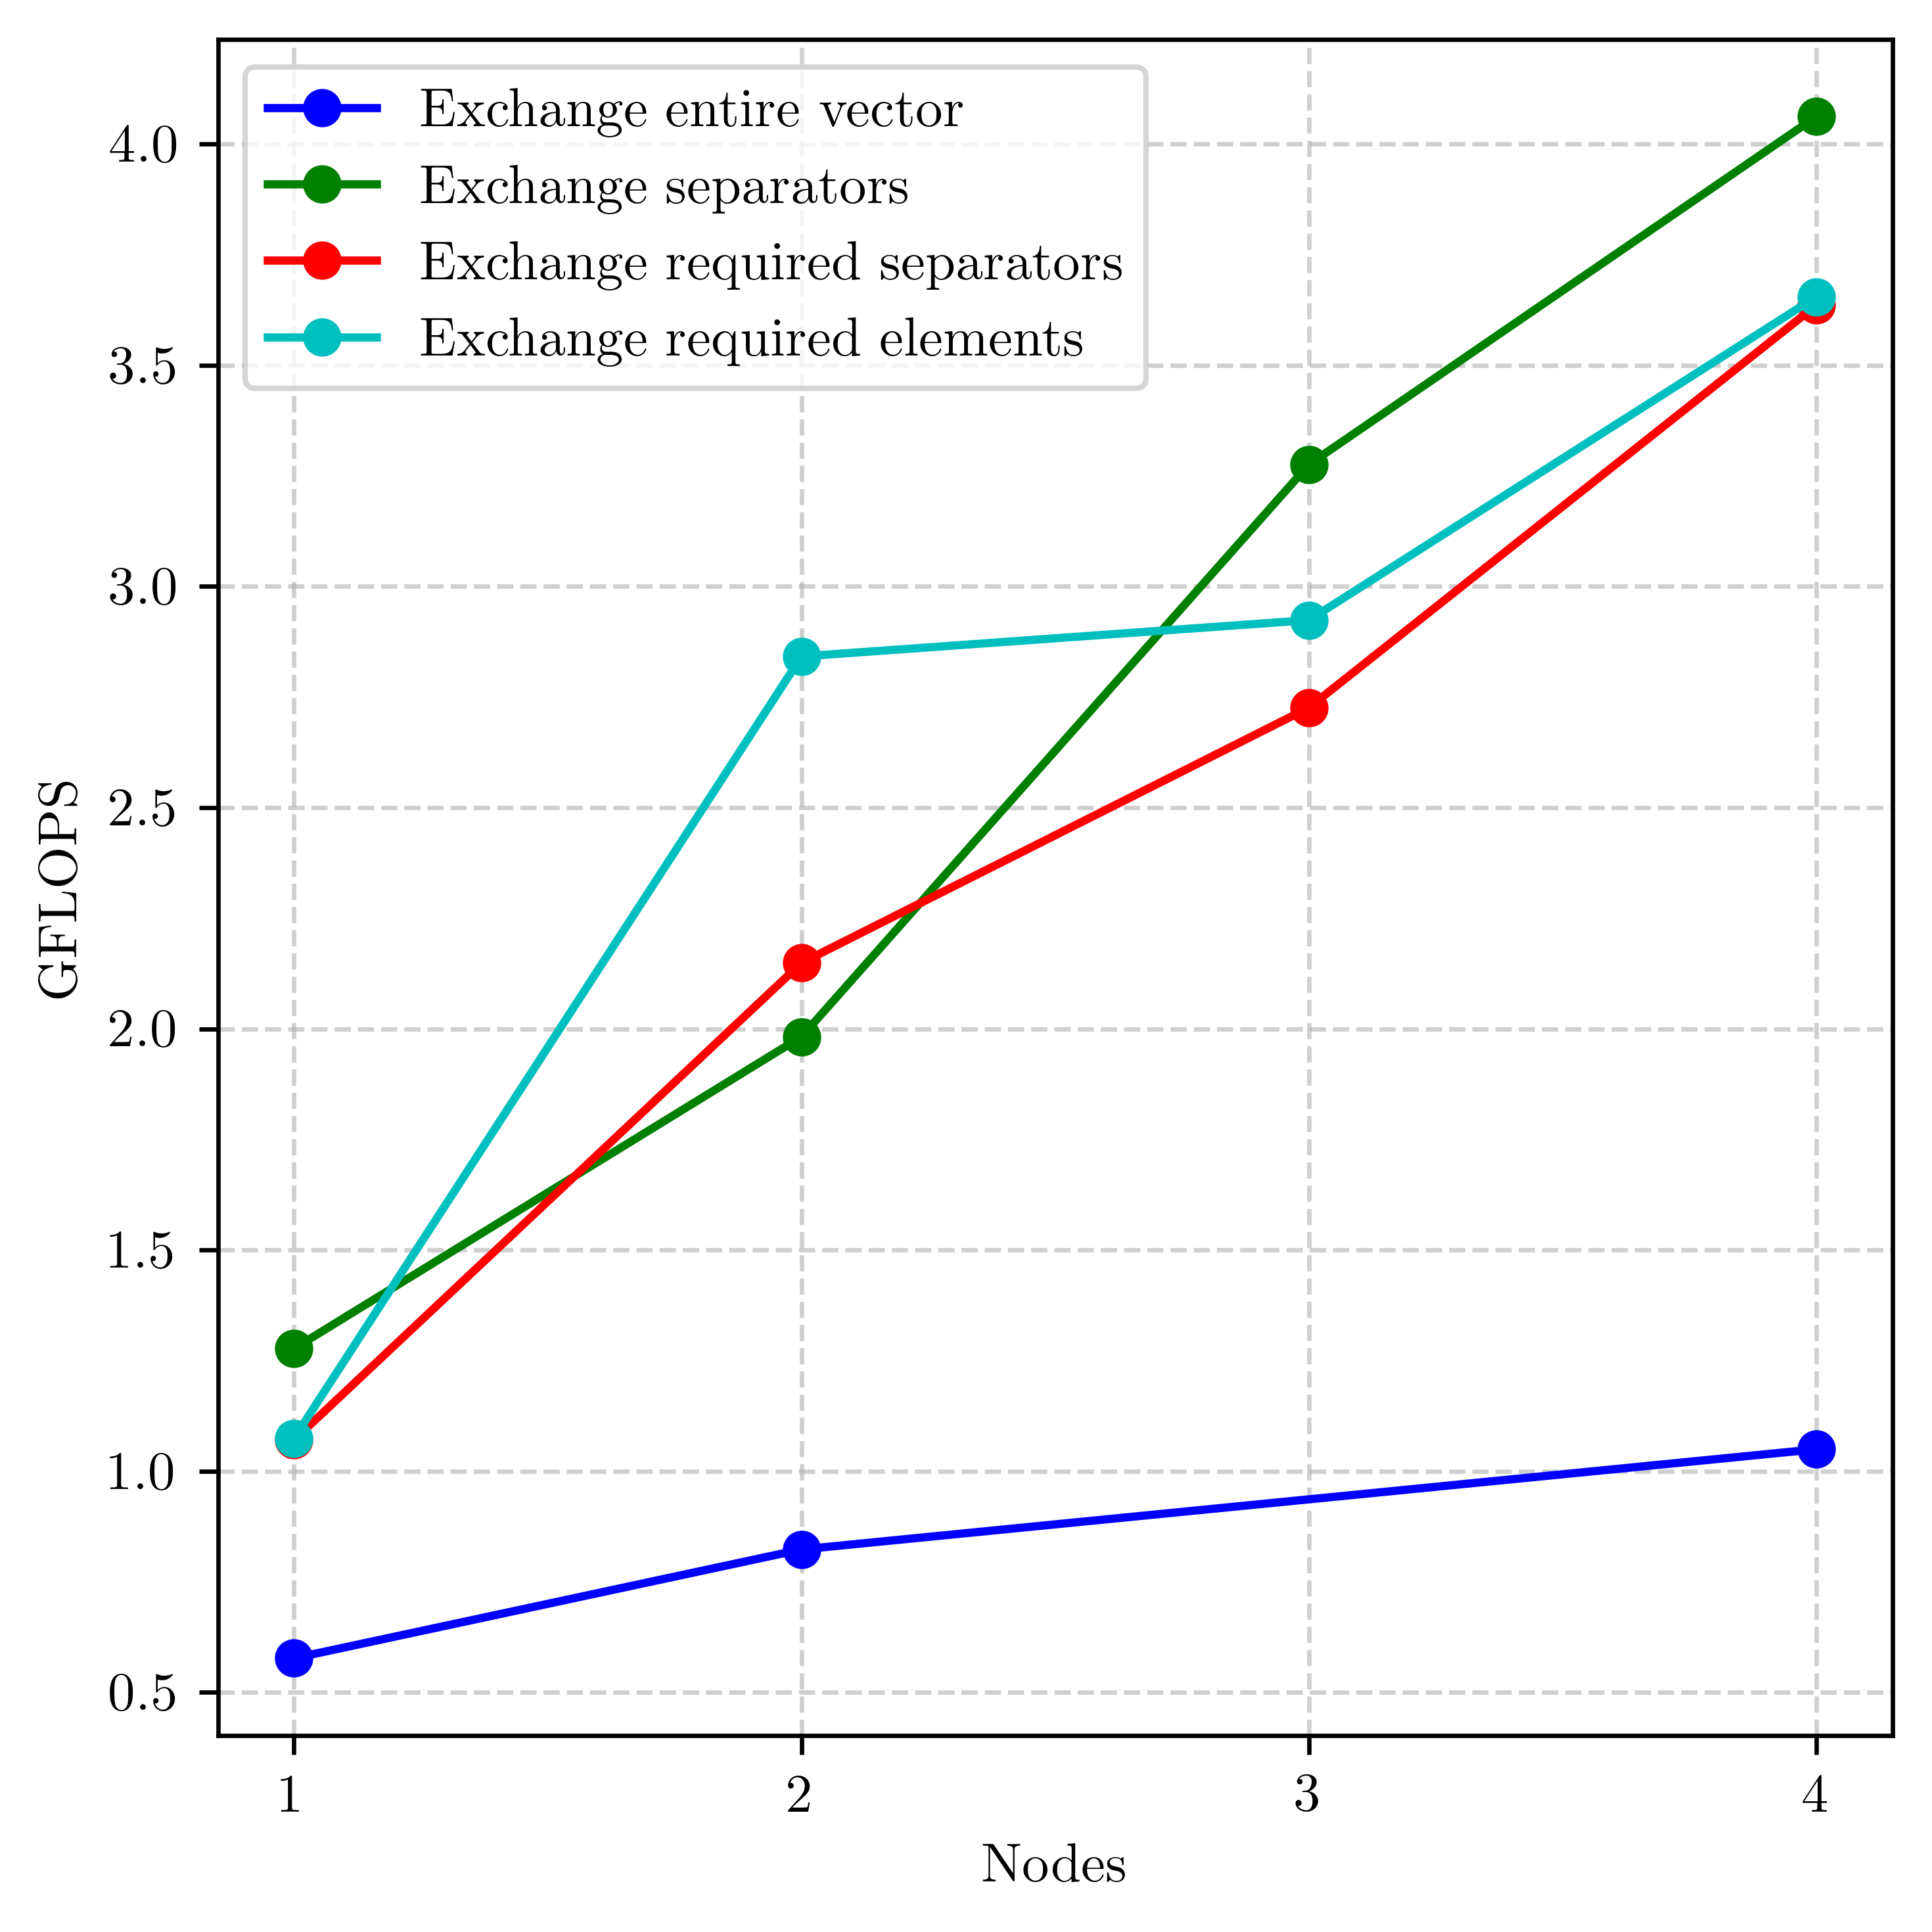 Exchange entire vector
Exchange separators
Exchange required separators
Exchange required elements
4.0
3.5
3.0
2.5
2.0
1.5
1.0
0.5
GFLOPS
1 2 3 4
Nodes